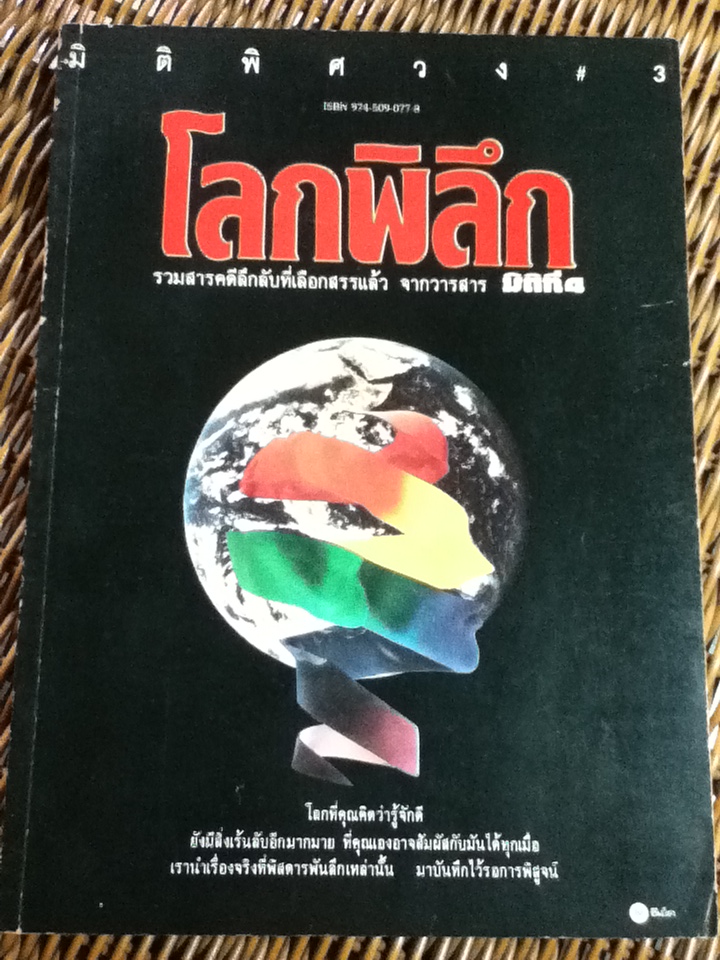 มิติพิศวง # 3
ISBN 974-509-077-8
โลกพิลึก
รวมสารคดีลึกลับที่เลือกสรรแล้ว จากวารสาร มิติที่4
โลกที่คุณคิดว่ารู้จักดี
ยังมีสิ่งเร้นลับอีกมากมาย ที่คุณเองอาจสัมผัสกับมันได้ทุกเมื่อ
เรานำเรื่องจริงที่พิสดารพันลึกเหล่านั้น มาบันทึกไว้รอการพิสูจน์
ซีเอ็ด